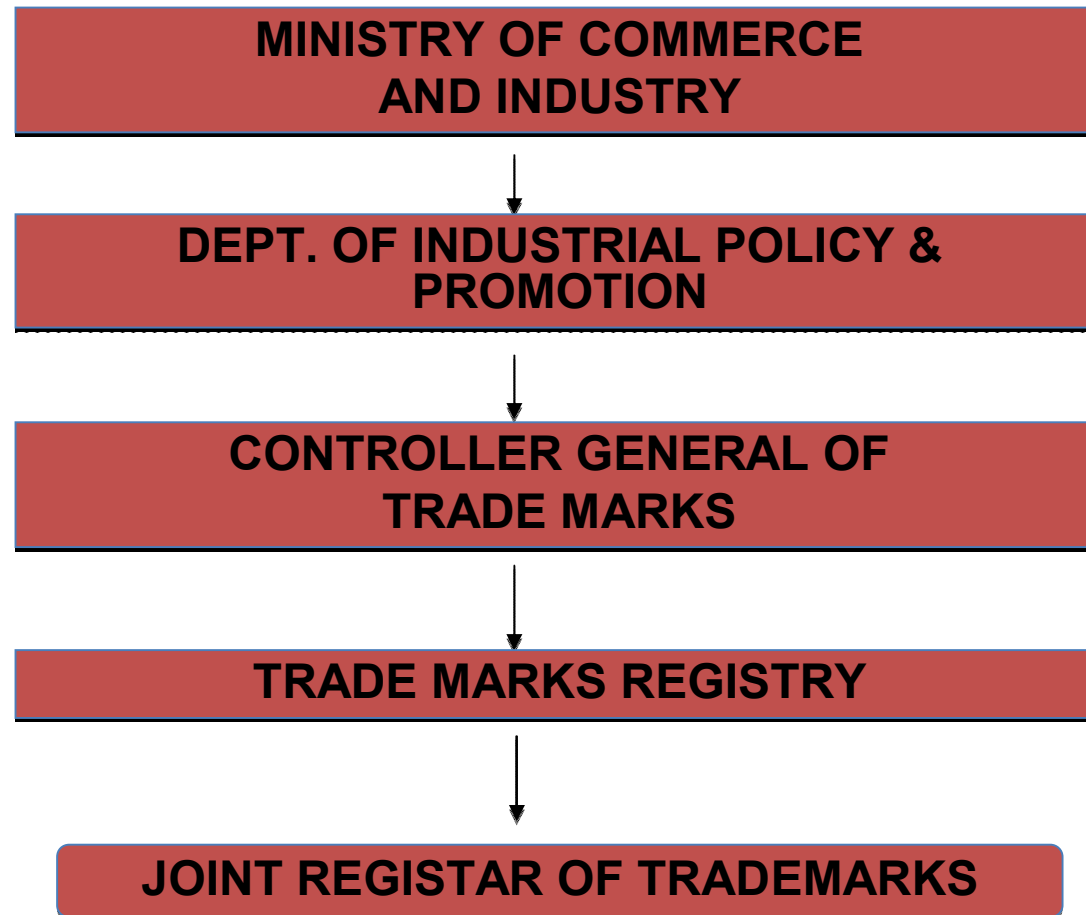 MINISTRY OF COMMERCE
AND INDUSTRY
DEPT. OF INDUSTRIAL POLICY &
PROMOTION
CONTROLLER GENERAL OF
TRADE MARKS
TRADE MARKS REGISTRY
JOINT REGISTAR OF TRADEMARKS